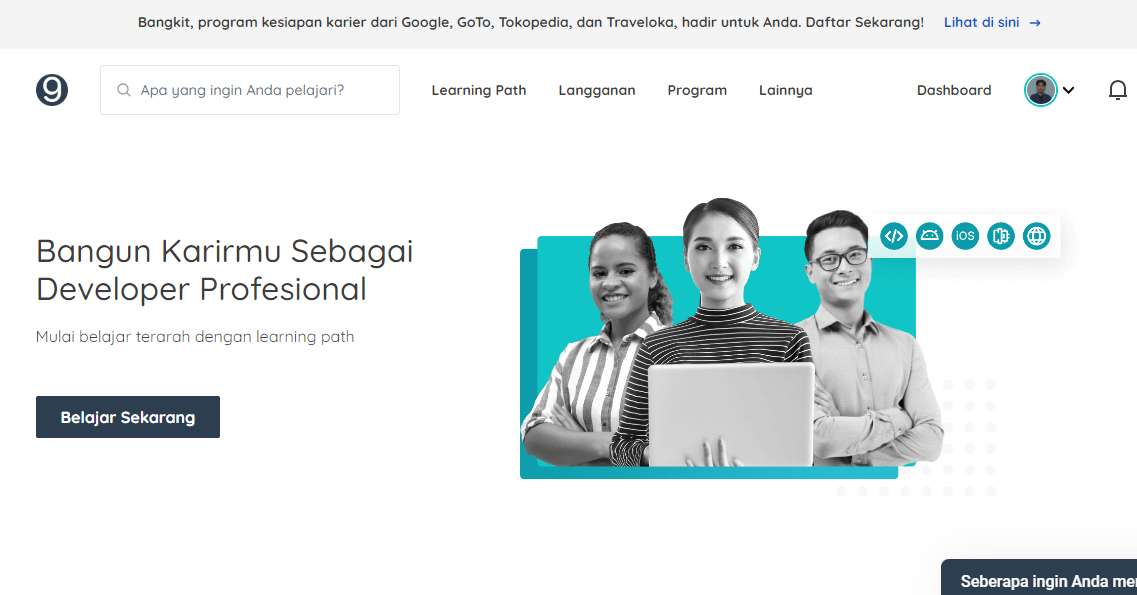 Bangkit, program kesiapan karier dari Google, GoTo, Tokopedia, dan Traveloka, hadir untuk Anda. Daftar Sekarang! Lihat di sini →
Apa yang ingin Anda pelajari?
Learning Path
Langganan
Program
Lainnya
Dashboard
iOS
Bangun Karirmu Sebagai
Developer Profesional
Mulai belajar terarah dengan learning path
Belajar Sekarang
Seberapa ingin Anda